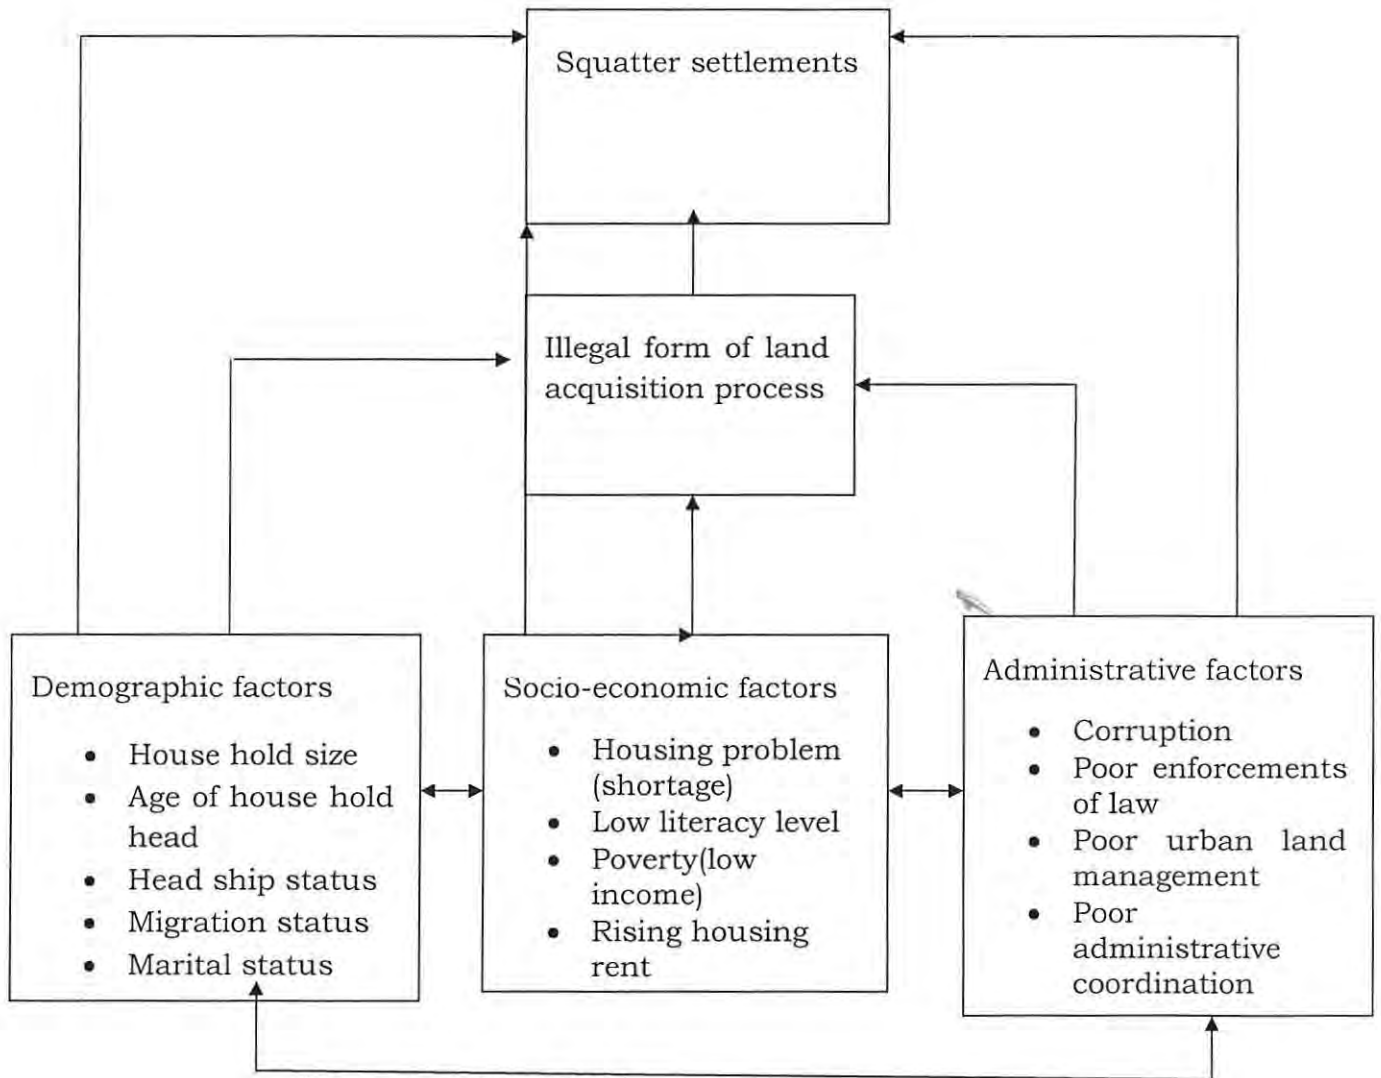 Squatter settlements
Illegal form of land
acquisition process
Demographic factors
• House hold size
• Age of house hold
head
• Head ship status
• Migration status
• Marital status
Socio-economic factors
• Housing problem
(shortage)
• Low literacy level
• Poverty(low
income)
• Rising housing
rent
Administrative factors
• Corruption
• Poor enforcements
of law
• Poor urban land
management
• Poor
administrative
coordination